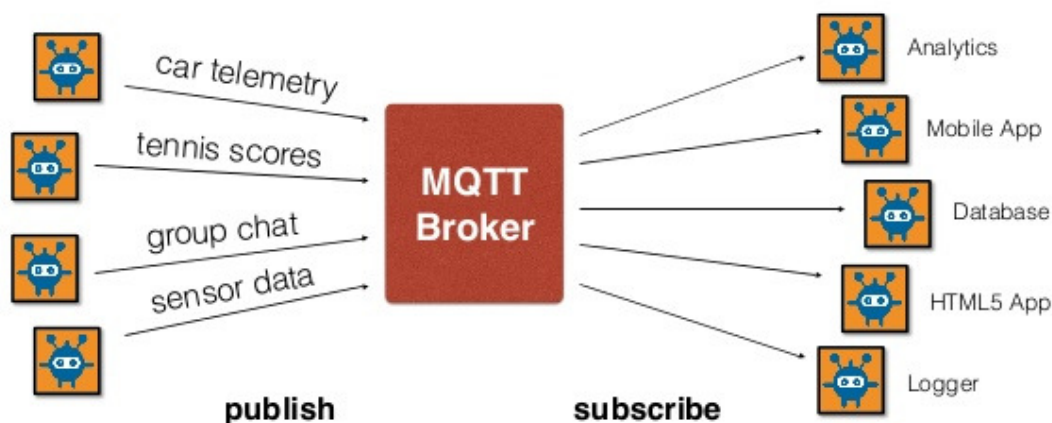 car telemetry
tennis scores
group chat
sensor data
MQTT
Broker
Analytics
Mobile App
Database
HTML5 App
Logger
publish
subscribe